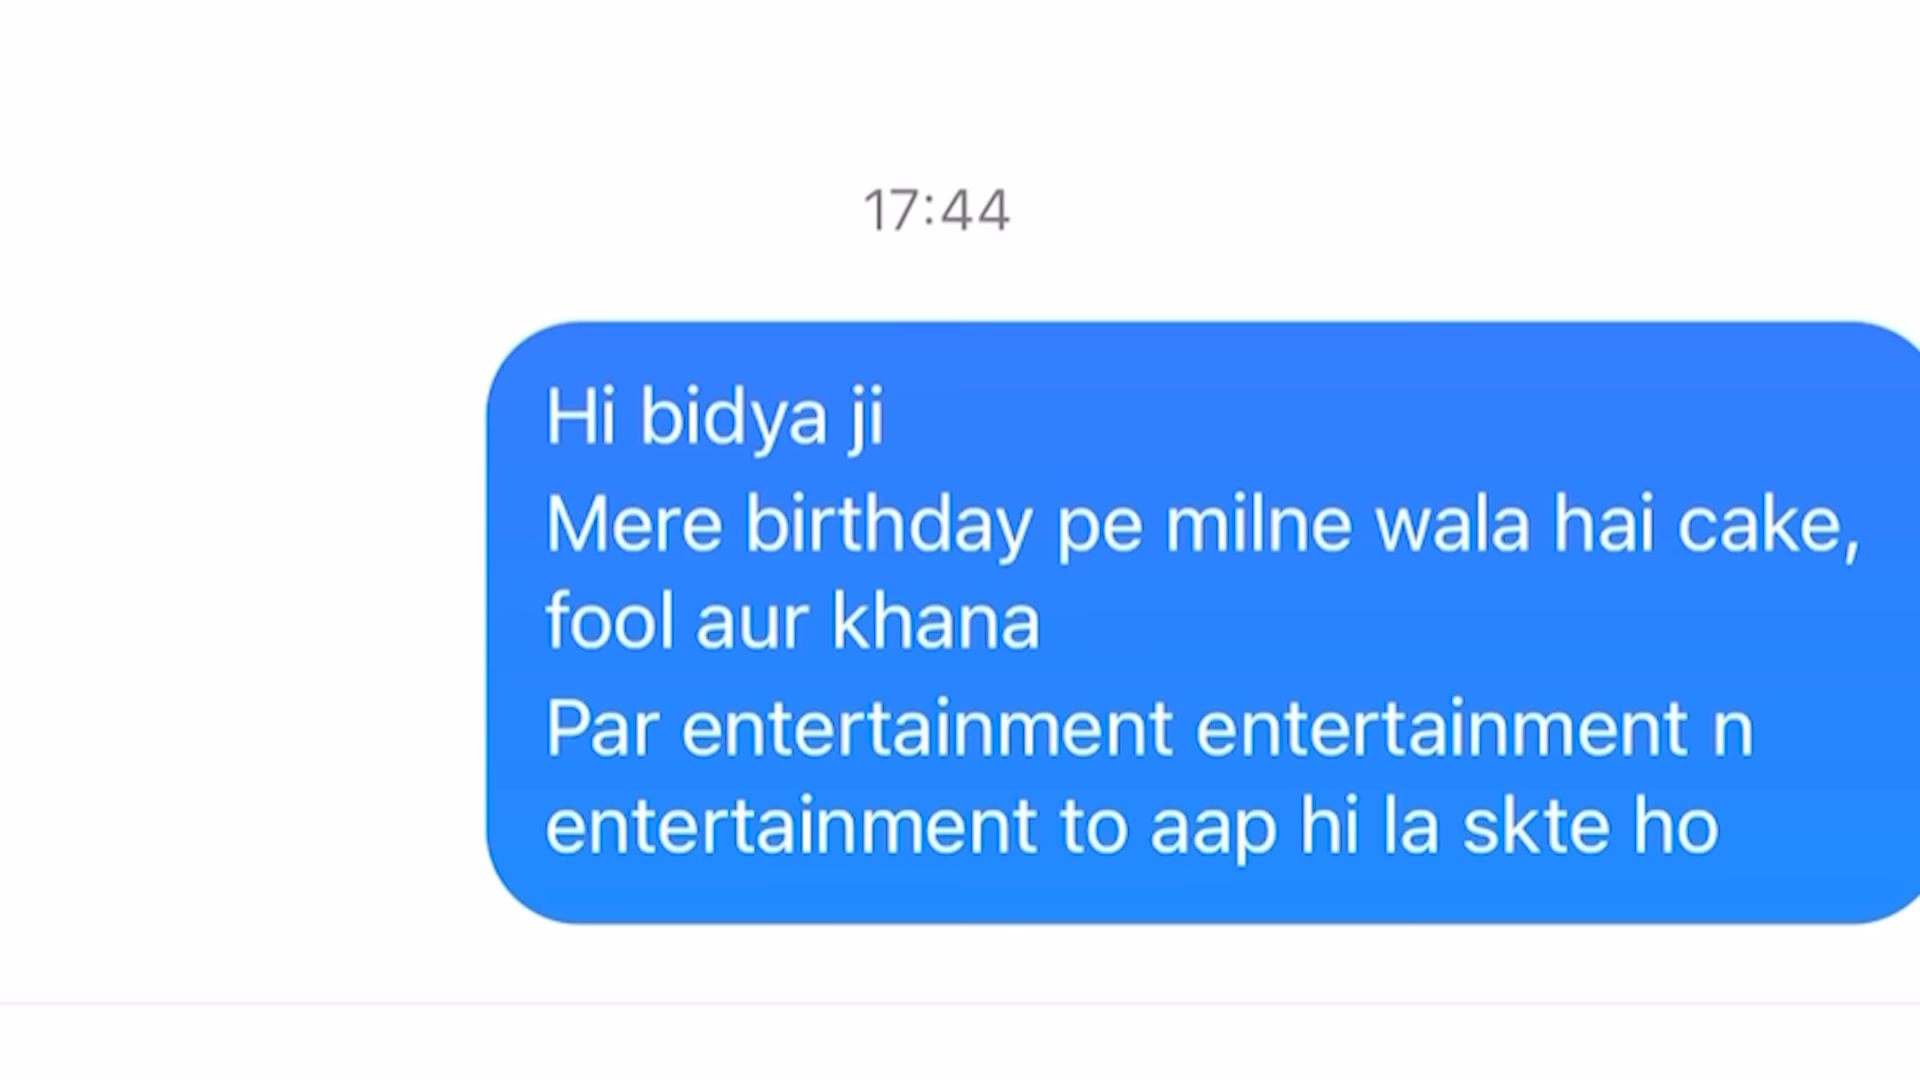 17:44
Hi bidya ji
Mere birthday pe milne wala hai cake,
fool aur khana
Par entertainment entertainment n
entertainment to aap hi la skte ho